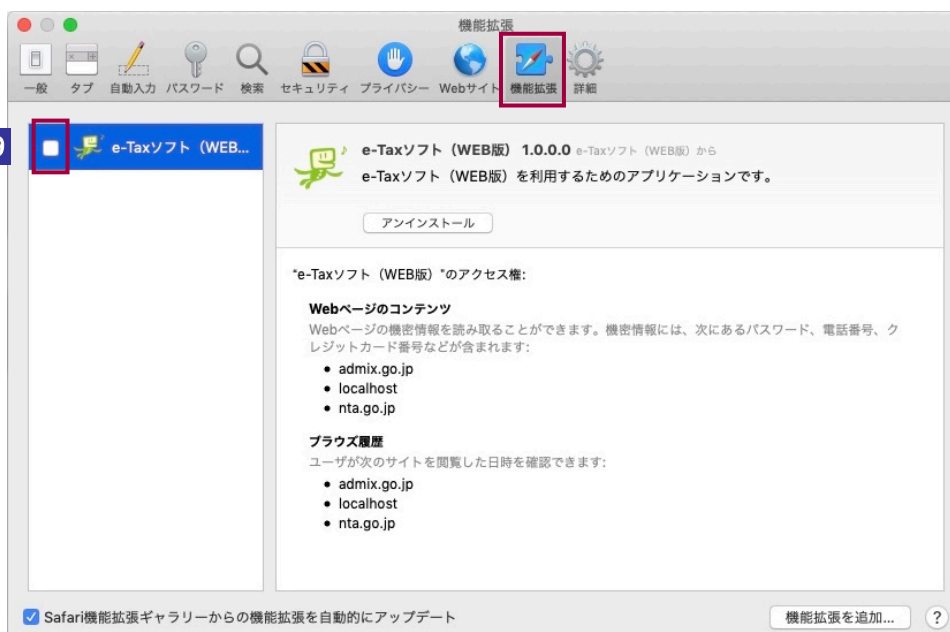 機能拡張
一般 タブ 自動入力 パスワード 検索 セキュリティ プライバシー Webサイト 機能拡張 詳細
e-Taxソフト（WEB...
e-Taxソフト（WEB版） 1.0.0.0 e-Taxソフト（WEB版）から
e-Taxソフト（WEB版）を利用するためのアプリケーションです。
アンインストール
"e-Taxソフト（WEB版）"のアクセス権:
Webページのコンテンツ
Webページの機密情報を読み取ることができます。機密情報には、次にあるパスワード、電話番号、ク
レジットカード番号などが含まれます:
• admix.go.jp
• localhost
• nta.go.jp
ブラウズ履歴
ユーザが次のサイトを閲覧した日時を確認できます:
• admix.go.jp
• localhost
• nta.go.jp
Safari機能拡張ギャラリーからの機能拡張を自動的にアップデート
機能拡張を追加... ?